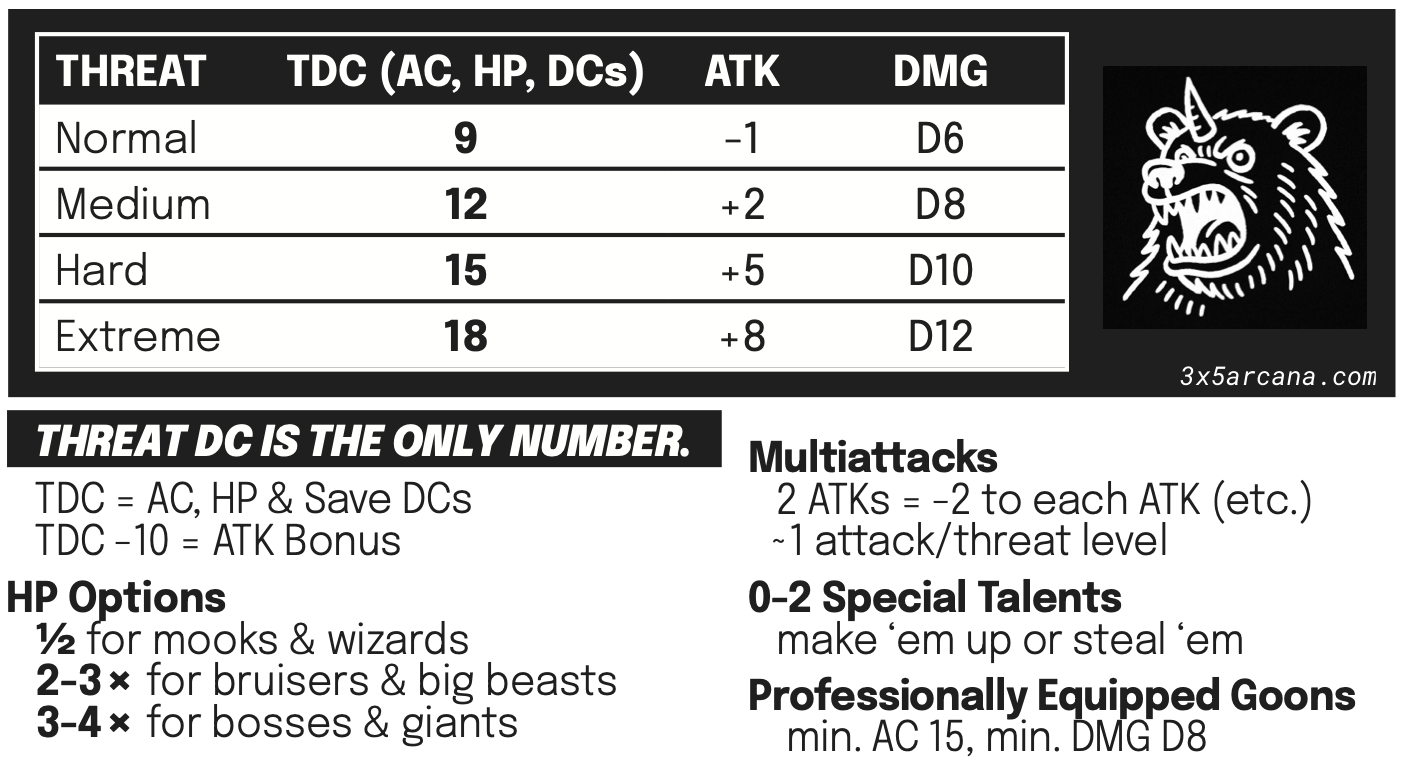 THREAT TDC (AC, HP, DCs) ATK DMG
Normal 9 –1 D6
Medium 12 +2 D8
Hard 15 +5 D10
Extreme 18 +8 D12
3x5arcana.com
THREAT DC IS THE ONLY NUMBER.
TDC = AC, HP & Save DCs
TDC –10 = ATK Bonus
HP Options
½ for mooks & wizards
2–3× for bruisers & big beasts
3–4× for bosses & giants
Multiattacks
2 ATKs = –2 to each ATK (etc.)
~1 attack/threat level
0–2 Special Talents
make ‘em up or steal ‘em
Professionally Equipped Goons
min. AC 15, min. DMG D8